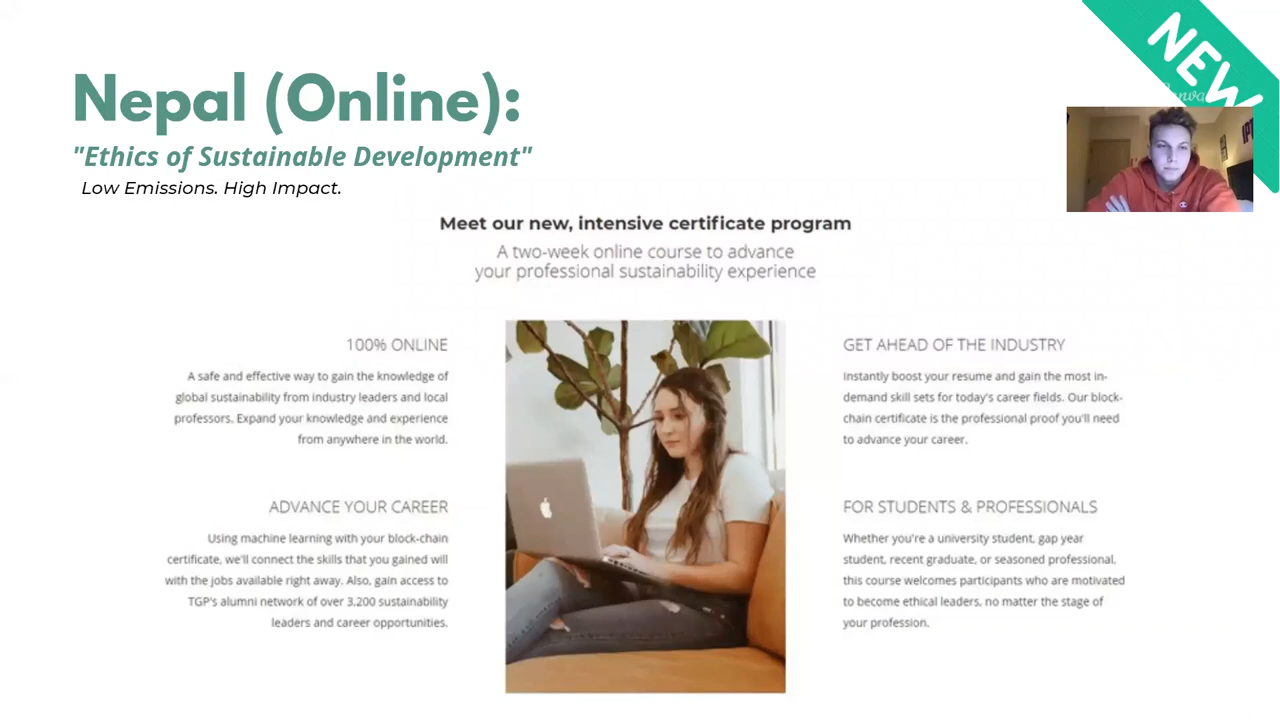 Nepal (Online):
"Ethics of Sustainable Development"
Low Emissions. High Impact.
NEW
Meet our new, intensive certificate program
A two-week online course to advance
your professional sustainability experience
100% ONLINE
A safe and effective way to gain the knowledge of
global sustainability from industry leaders and local
professors. Expand your knowledge and experience
from anywhere in the world.
ADVANCE YOUR CAREER
Using machine learning with your block-chain
certificate, we'll connect the skills that you gained will
with the jobs available right away. Also, gain access to
TGP's alumni network of over 3,200 sustainability
leaders and career opportunities.
GET AHEAD OF THE INDUSTRY
Instantly boost your resume and gain the most in-
demand skill sets for today's career fields. Our block-
chain certificate is the professional proof you'll need
to advance your career.
FOR STUDENTS & PROFESSIONALS
Whether you're a university student, gap year
student, recent graduate, or seasoned professional,
this course welcomes participants who are motivated
to become ethical leaders, no matter the stage of
your profession.